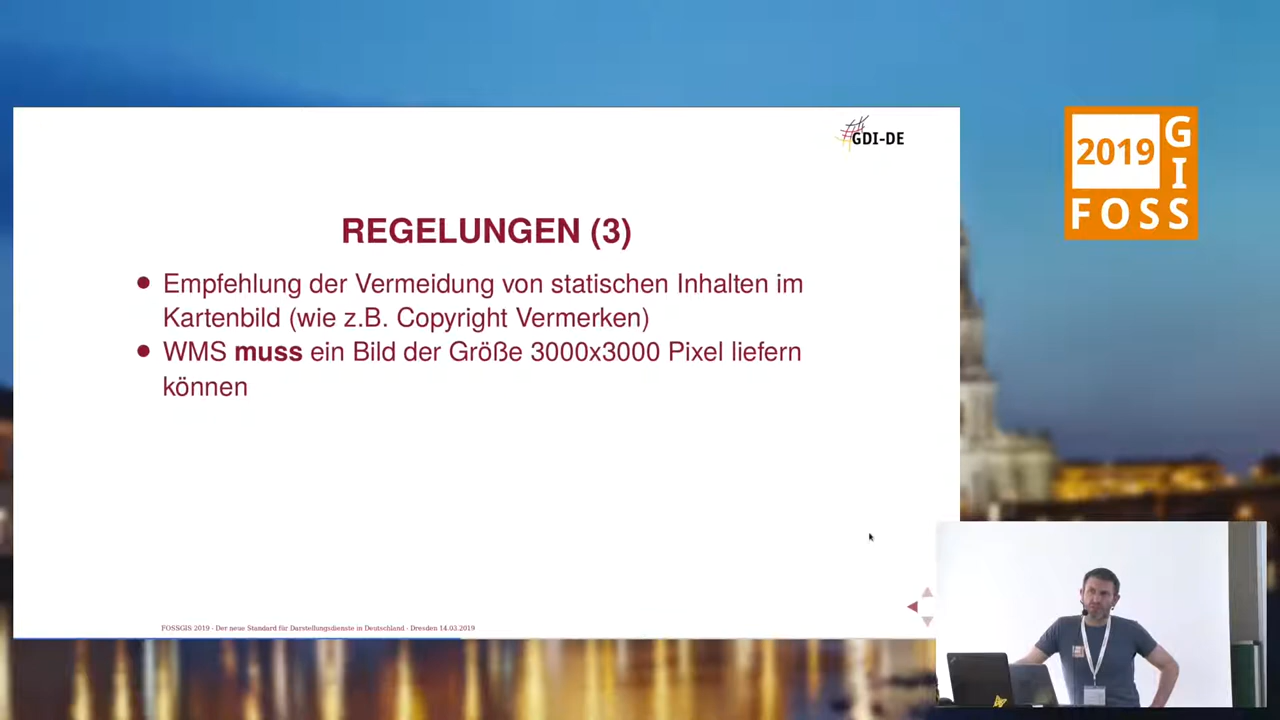 GDI-DE
REGELUNGEN (3)
Empfehlung der Vermeidung von statischen Inhalten im
Kartenbild (wie z.B. Copyright Vermerken)
WMS muss ein Bild der Größe 3000x3000 Pixel liefern
können
FOSSGIS 2019 - Der neue Standard für Darstellungsdienste in Deutschland - Dresden 14.03.2019
2019 G
I
FOSS